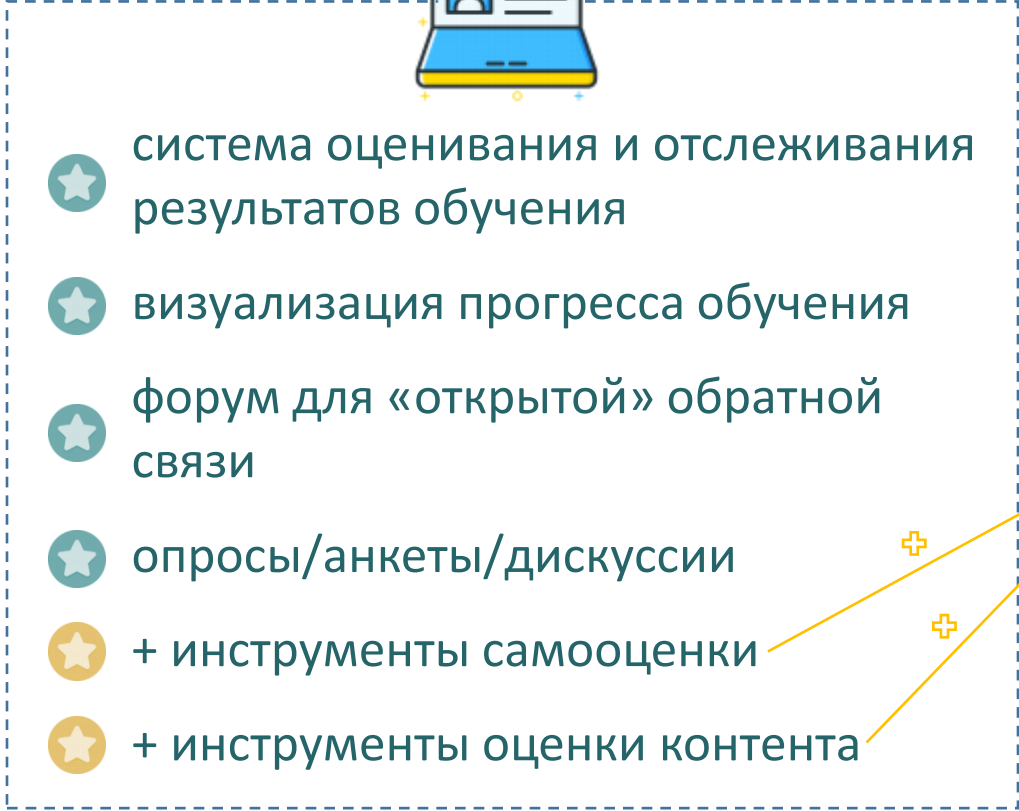 система оценивания и отслеживания
результатов обучения
визуализация прогресса обучения
форум для «открытой» обратной
связи
опросы/анкеты/дискуссии
+ инструменты самооценки
+ инструменты оценки контента